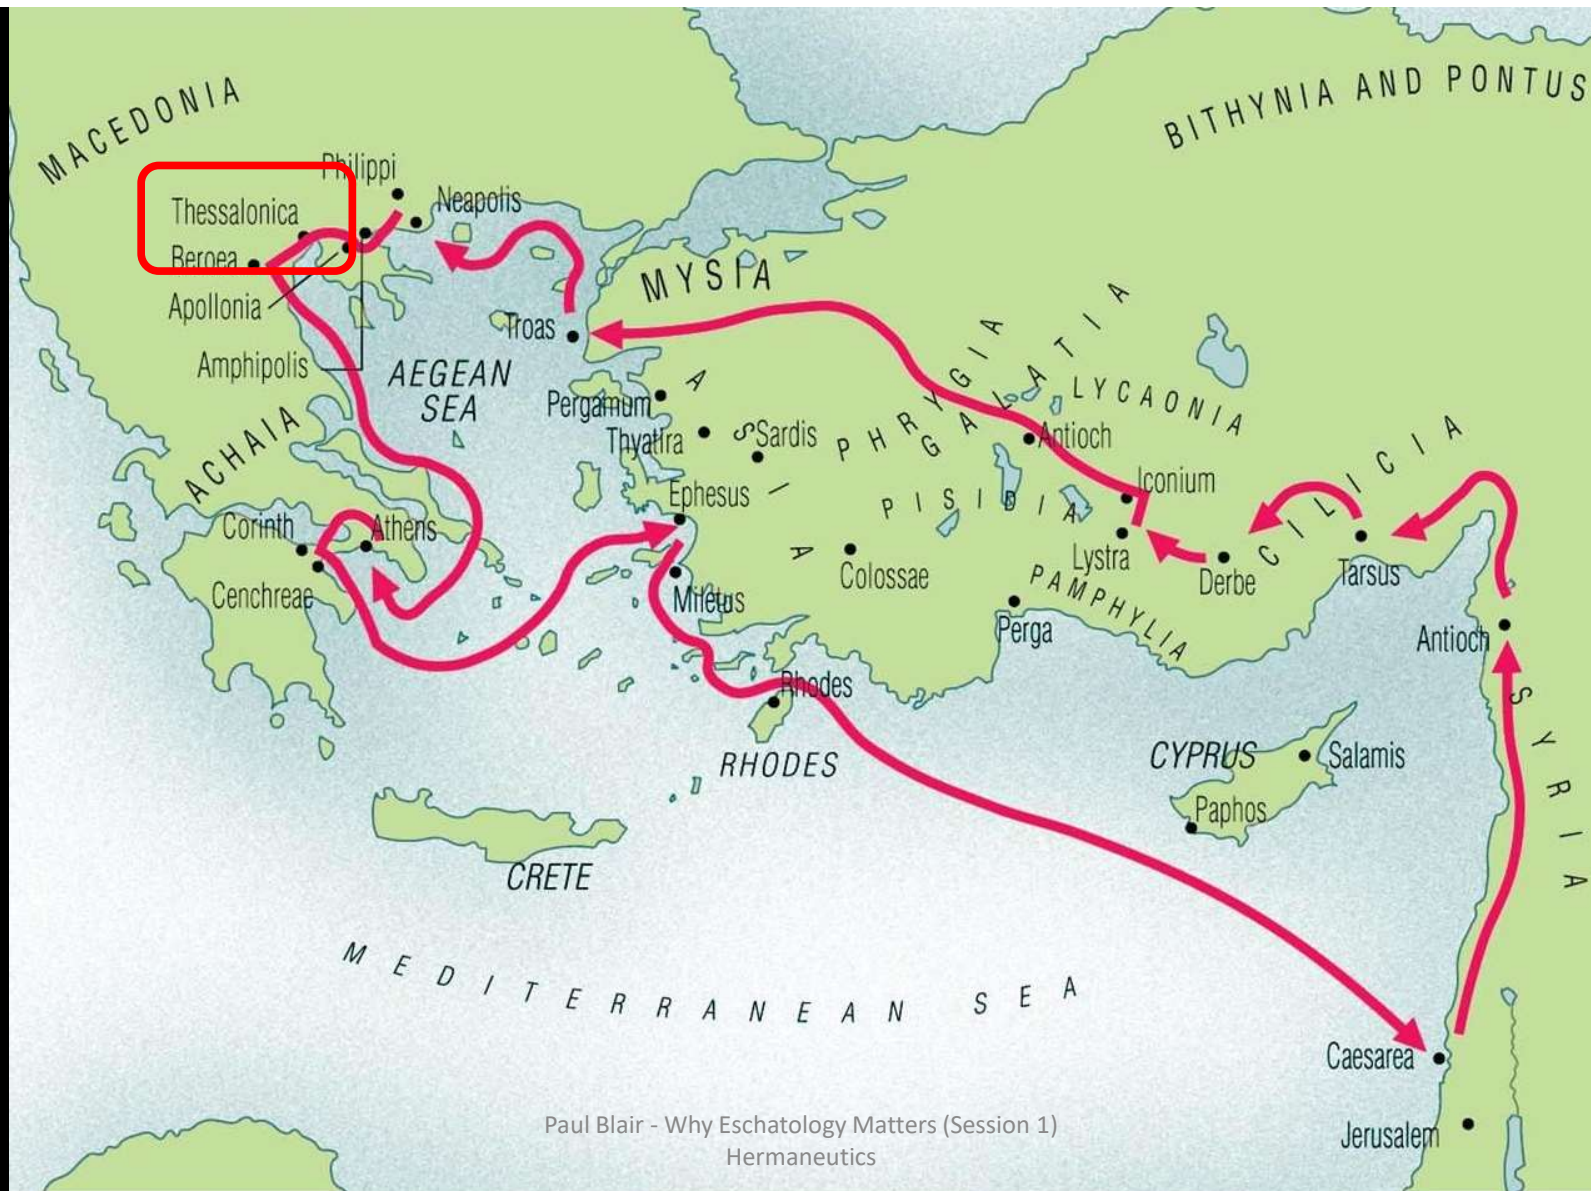 MACEDONIA
BITHYNIA AND PONTUS
Philippi
Neapolis
Thessalonica
Beroea
Apollonia
Amphipolis
AEGEAN
SEA
Troas
MYSIA
Pergamum
Thyatira
Sardis
ASIA
PHRYGIA
GALATIA
LYCAONIA
Antioch
Iconium
CILICIA
PISIDIA
ACHAIA
Corinth
Athens
Cenchreae
Ephesus
Miletus
Colossae
Lystra
Derbe
Tarsus
PAMPHYLIA
Perga
Antioch
SYRIA
Rhodes
RHODES
CYPRUS
Salamis
Paphos
CRETE
MEDITERRANEAN SEA
Caesarea
Jerusalem
Paul Blair - Why Eschatology Matters (Session 1)
Hermaneutics